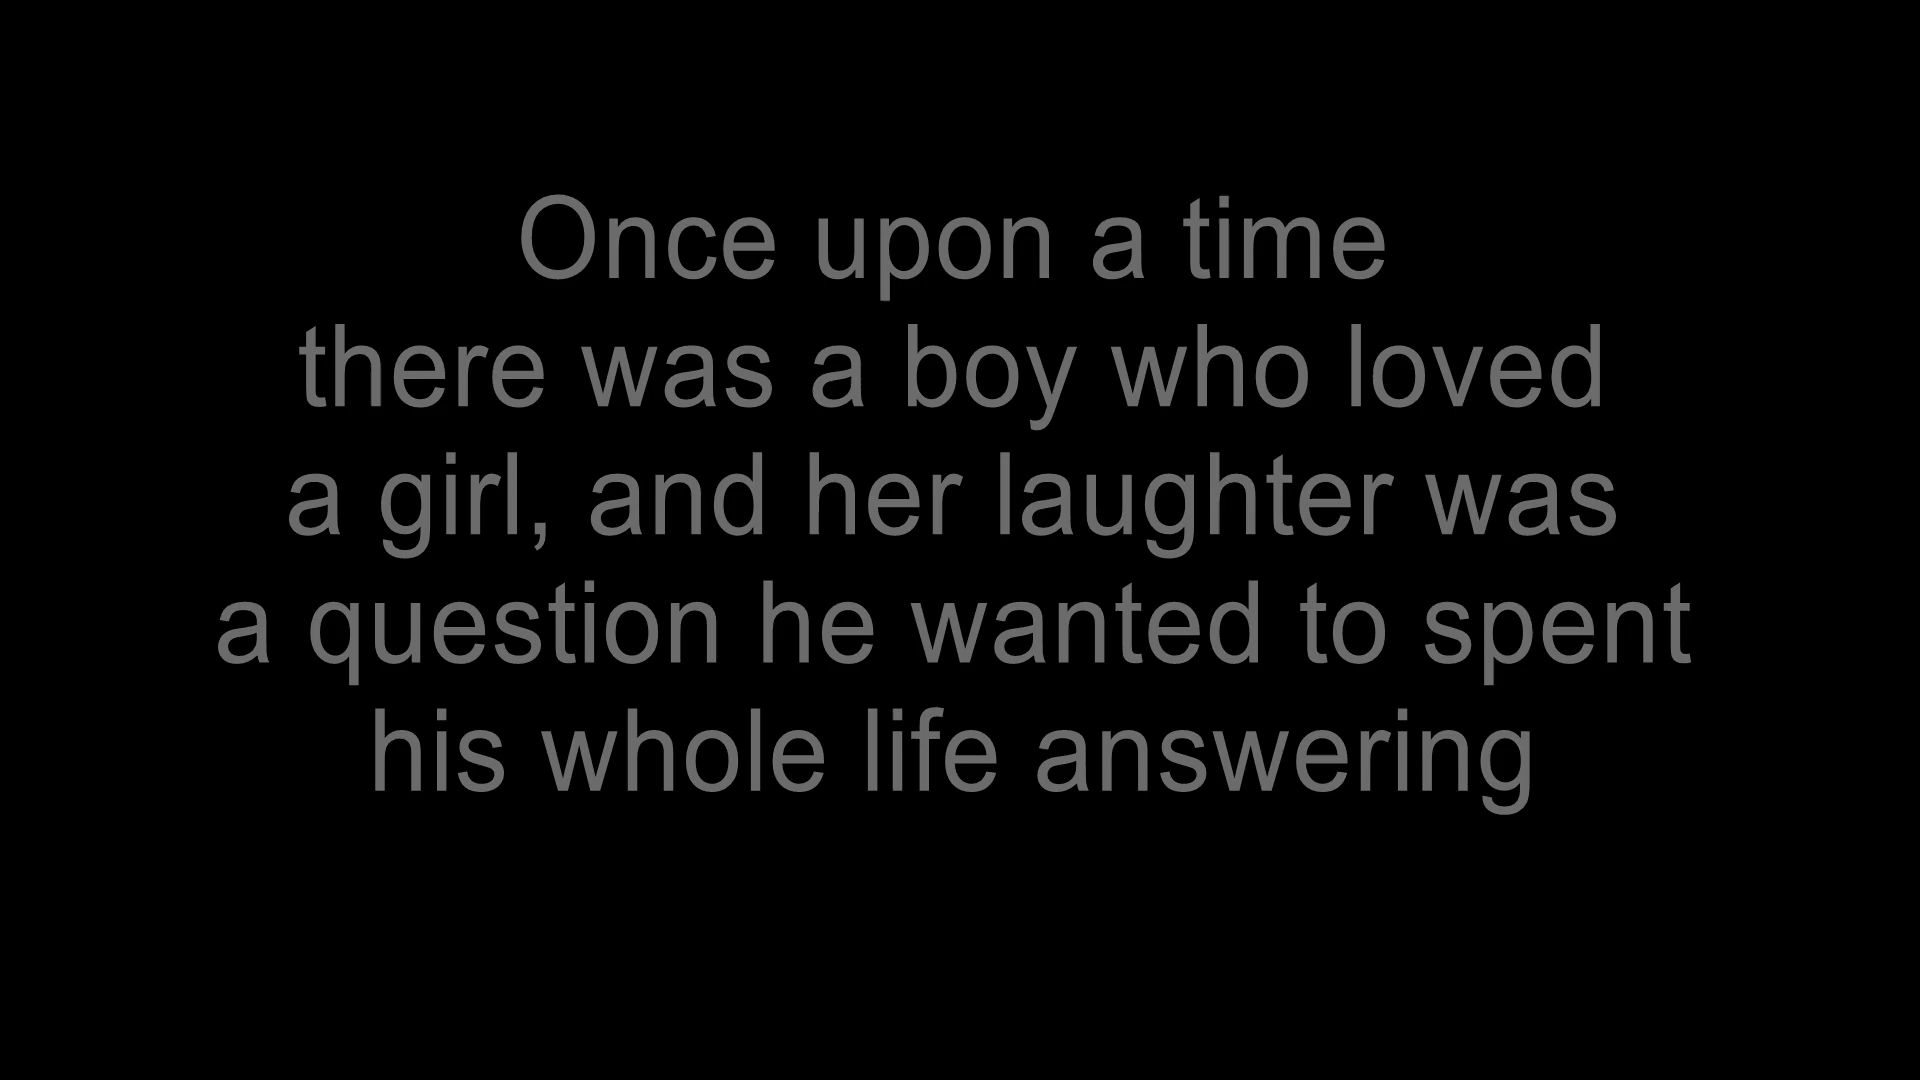 Once upon a time
there was a boy who loved
a girl, and her laughter was
a question he wanted to spent
his whole life answering